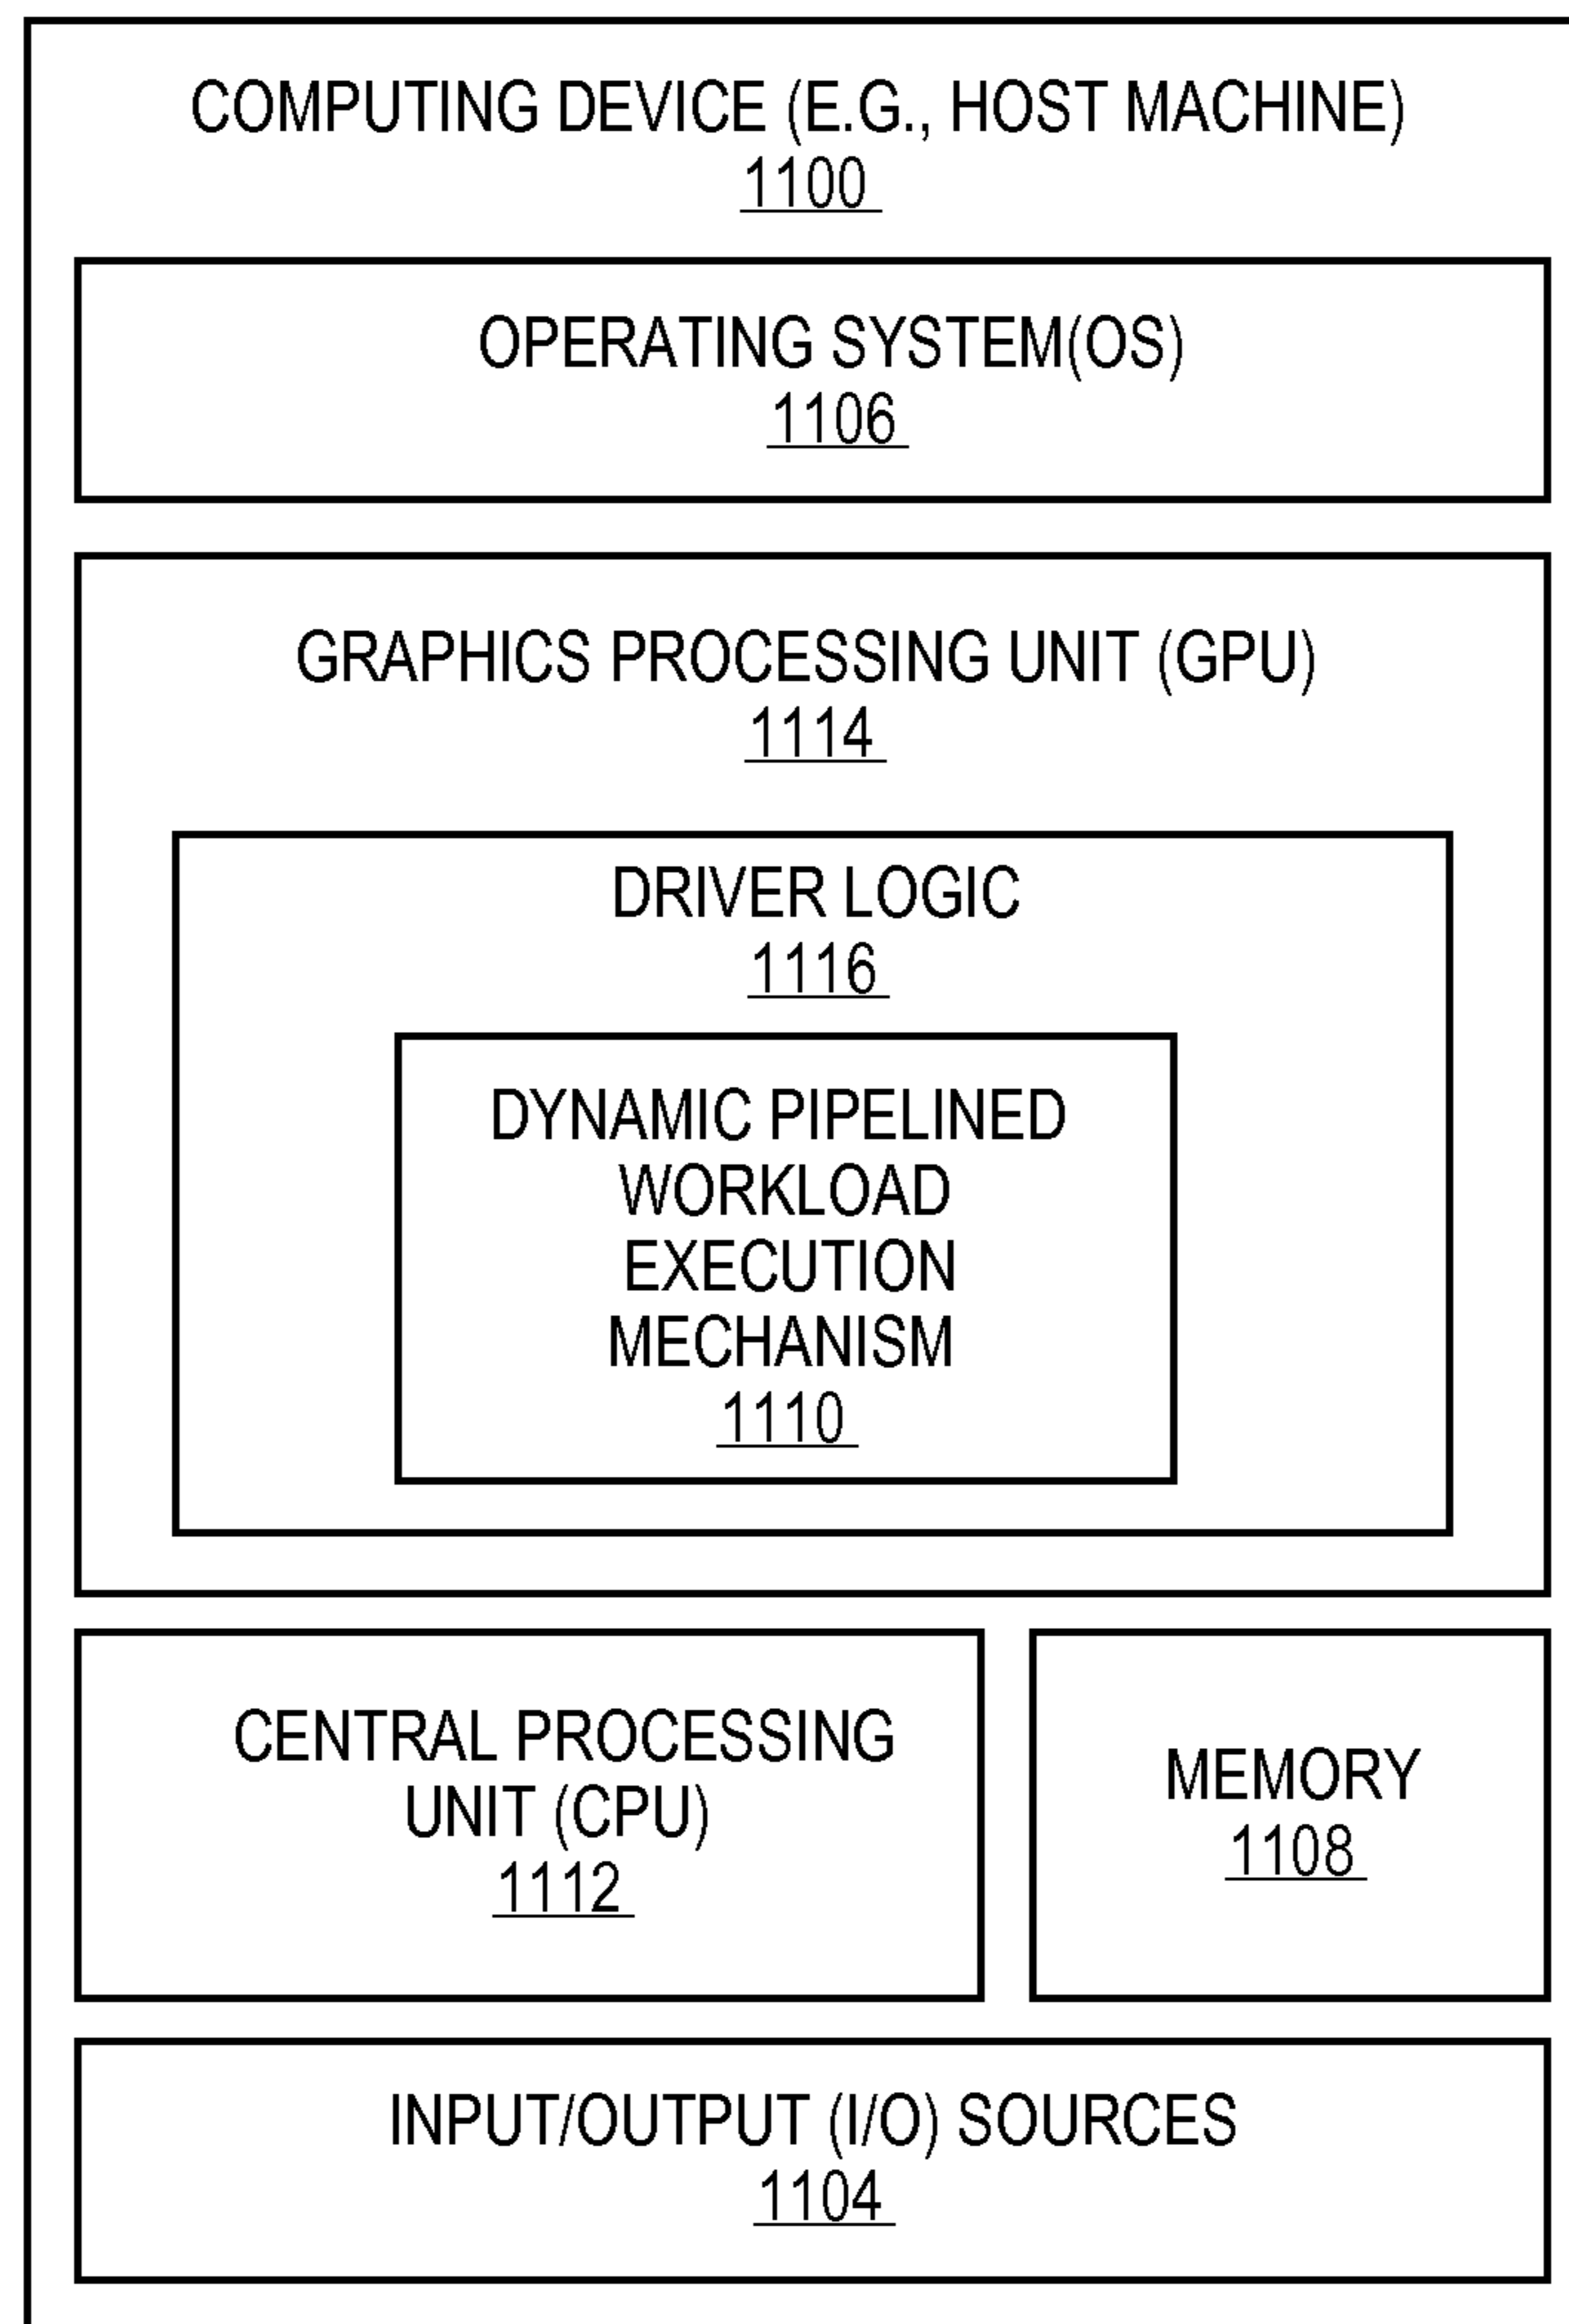 COMPUTING DEVICE (E.G., HOST MACHINE)
1100
OPERATING SYSTEM(OS)
1106
GRAPHICS PROCESSING UNIT (GPU)
1114
DRIVER LOGIC
1116
DYNAMIC PIPELINED
WORKLOAD
EXECUTION
MECHANISM
1110
CENTRAL PROCESSING
UNIT (CPU)
1112
MEMORY
1108
INPUT/OUTPUT (I/O) SOURCES
1104